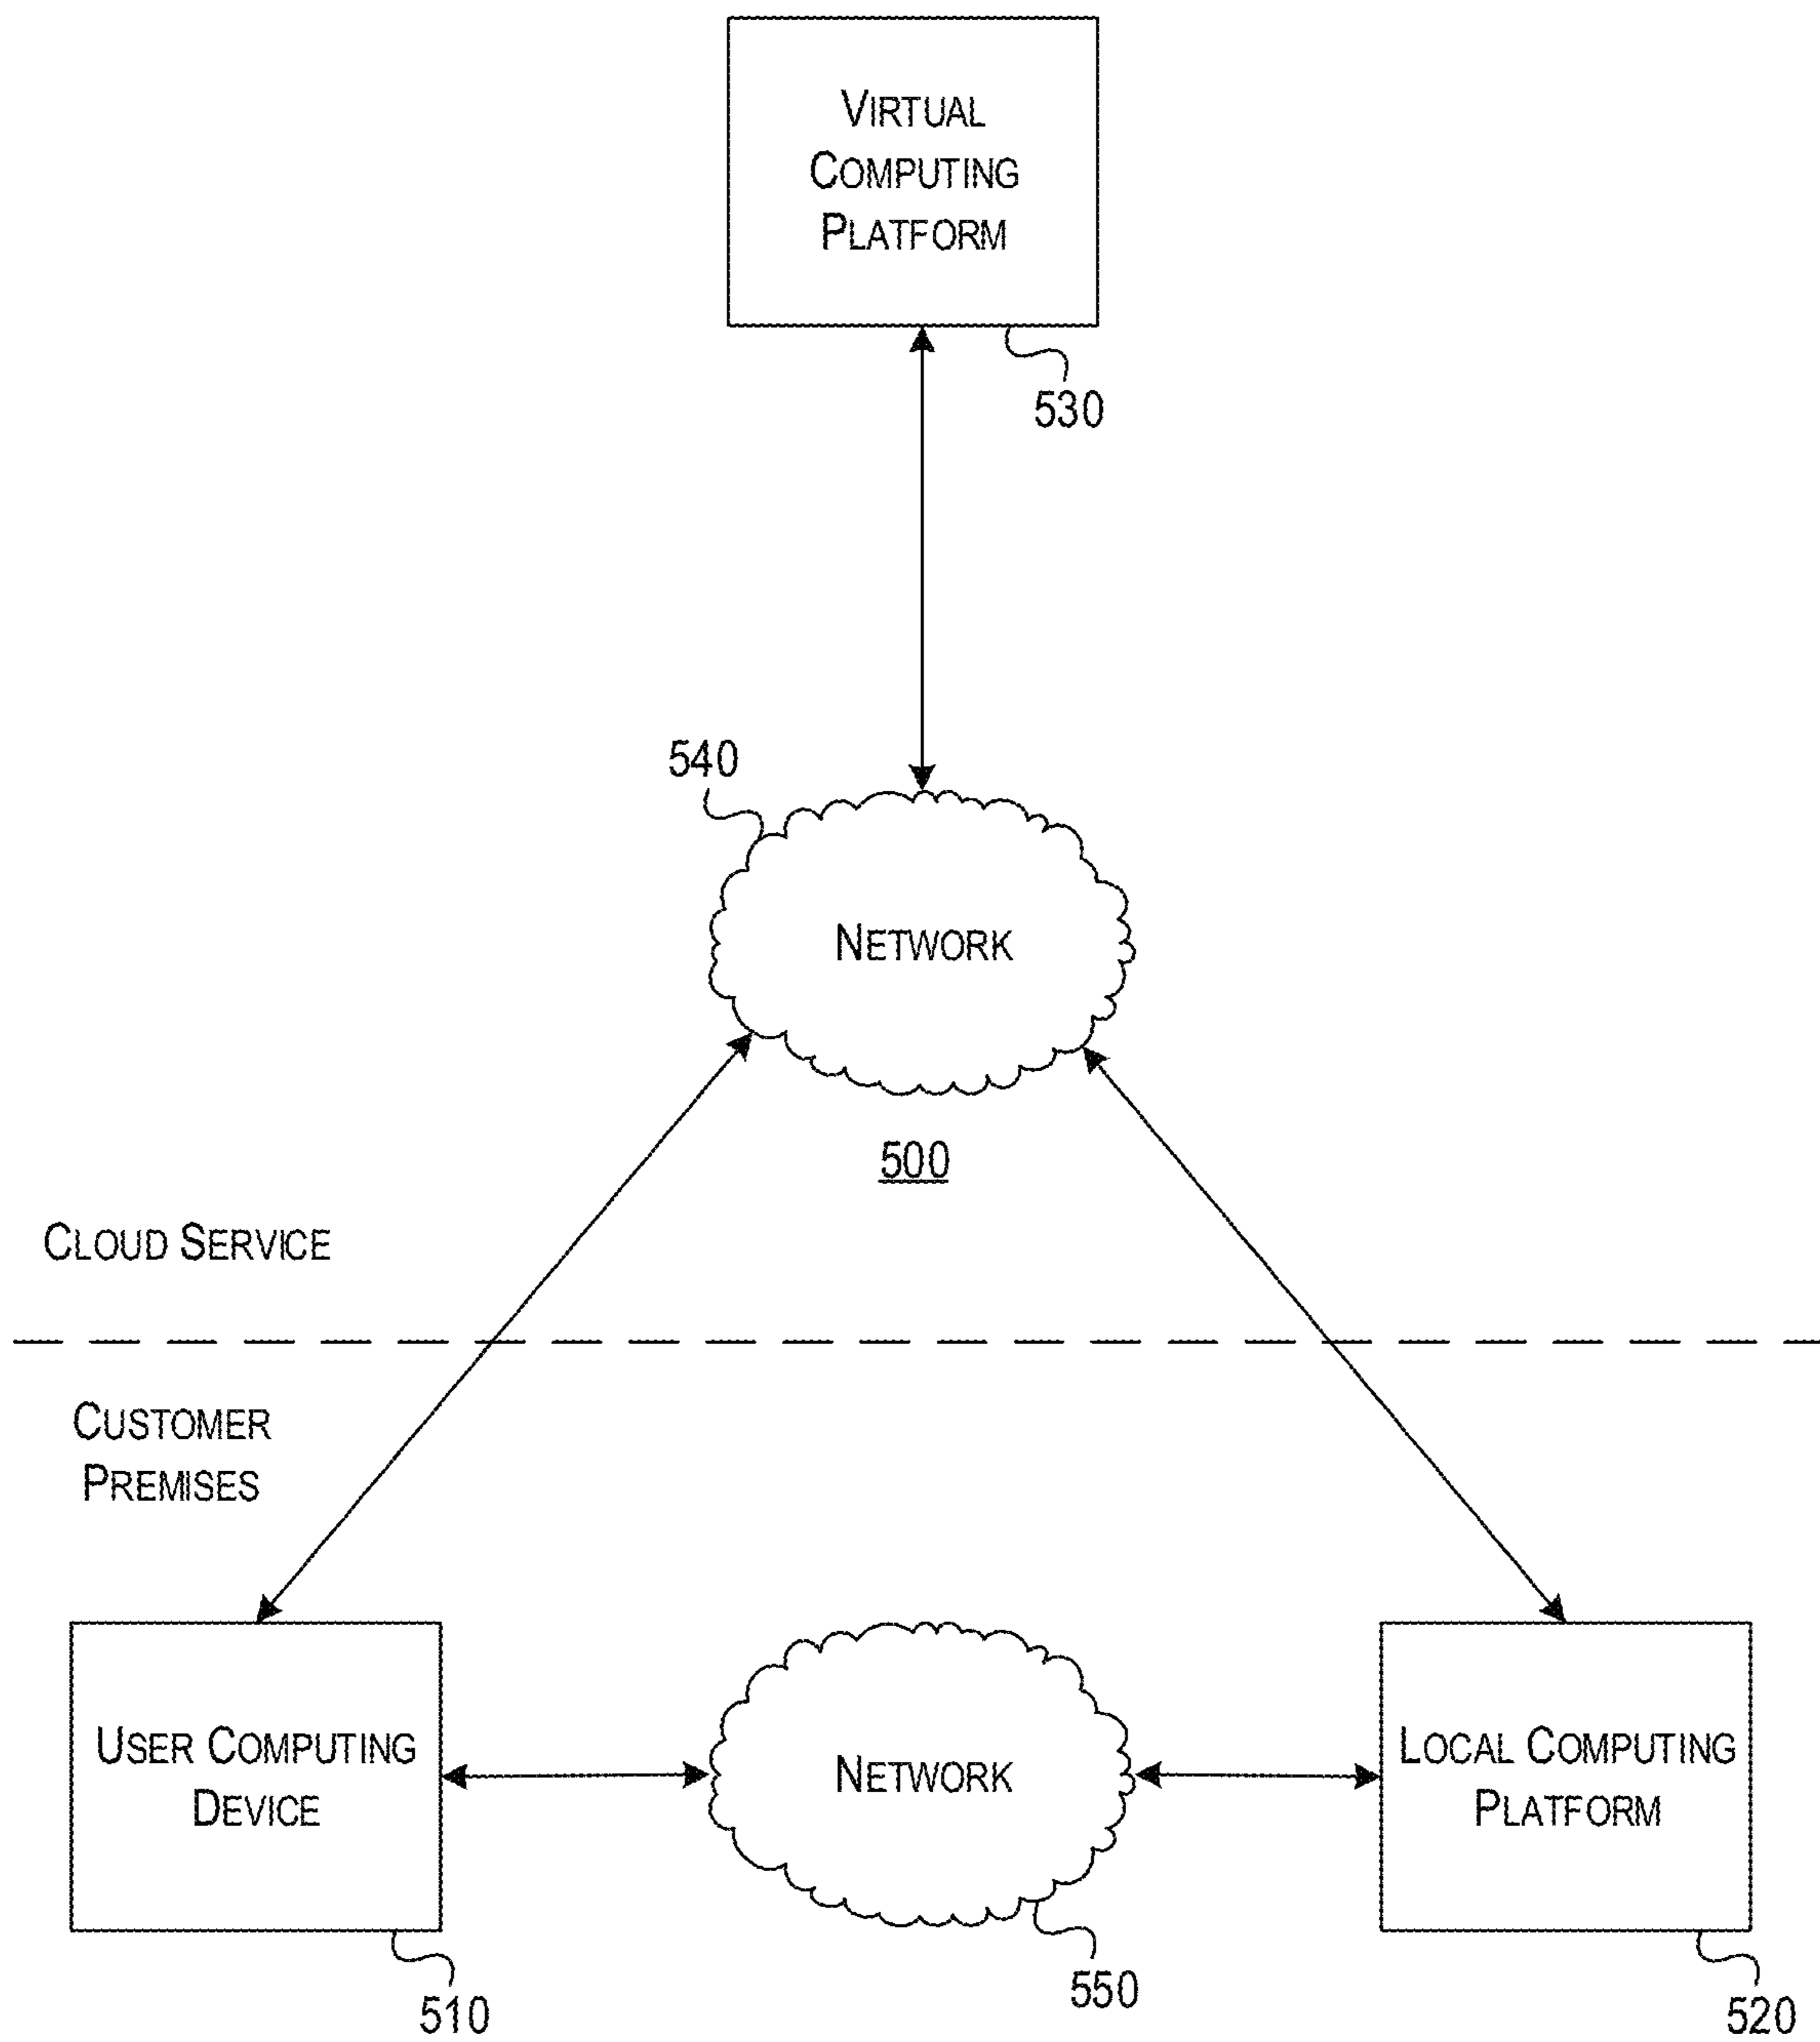 VIRTUAL
COMPUTING
PLATFORM
530
540
NETWORK
500
CLOUD SERVICE
CUSTOMER
PREMISES
USER COMPUTING
DEVICE
NETWORK
LOCAL COMPUTING
PLATFORM
510
550
520